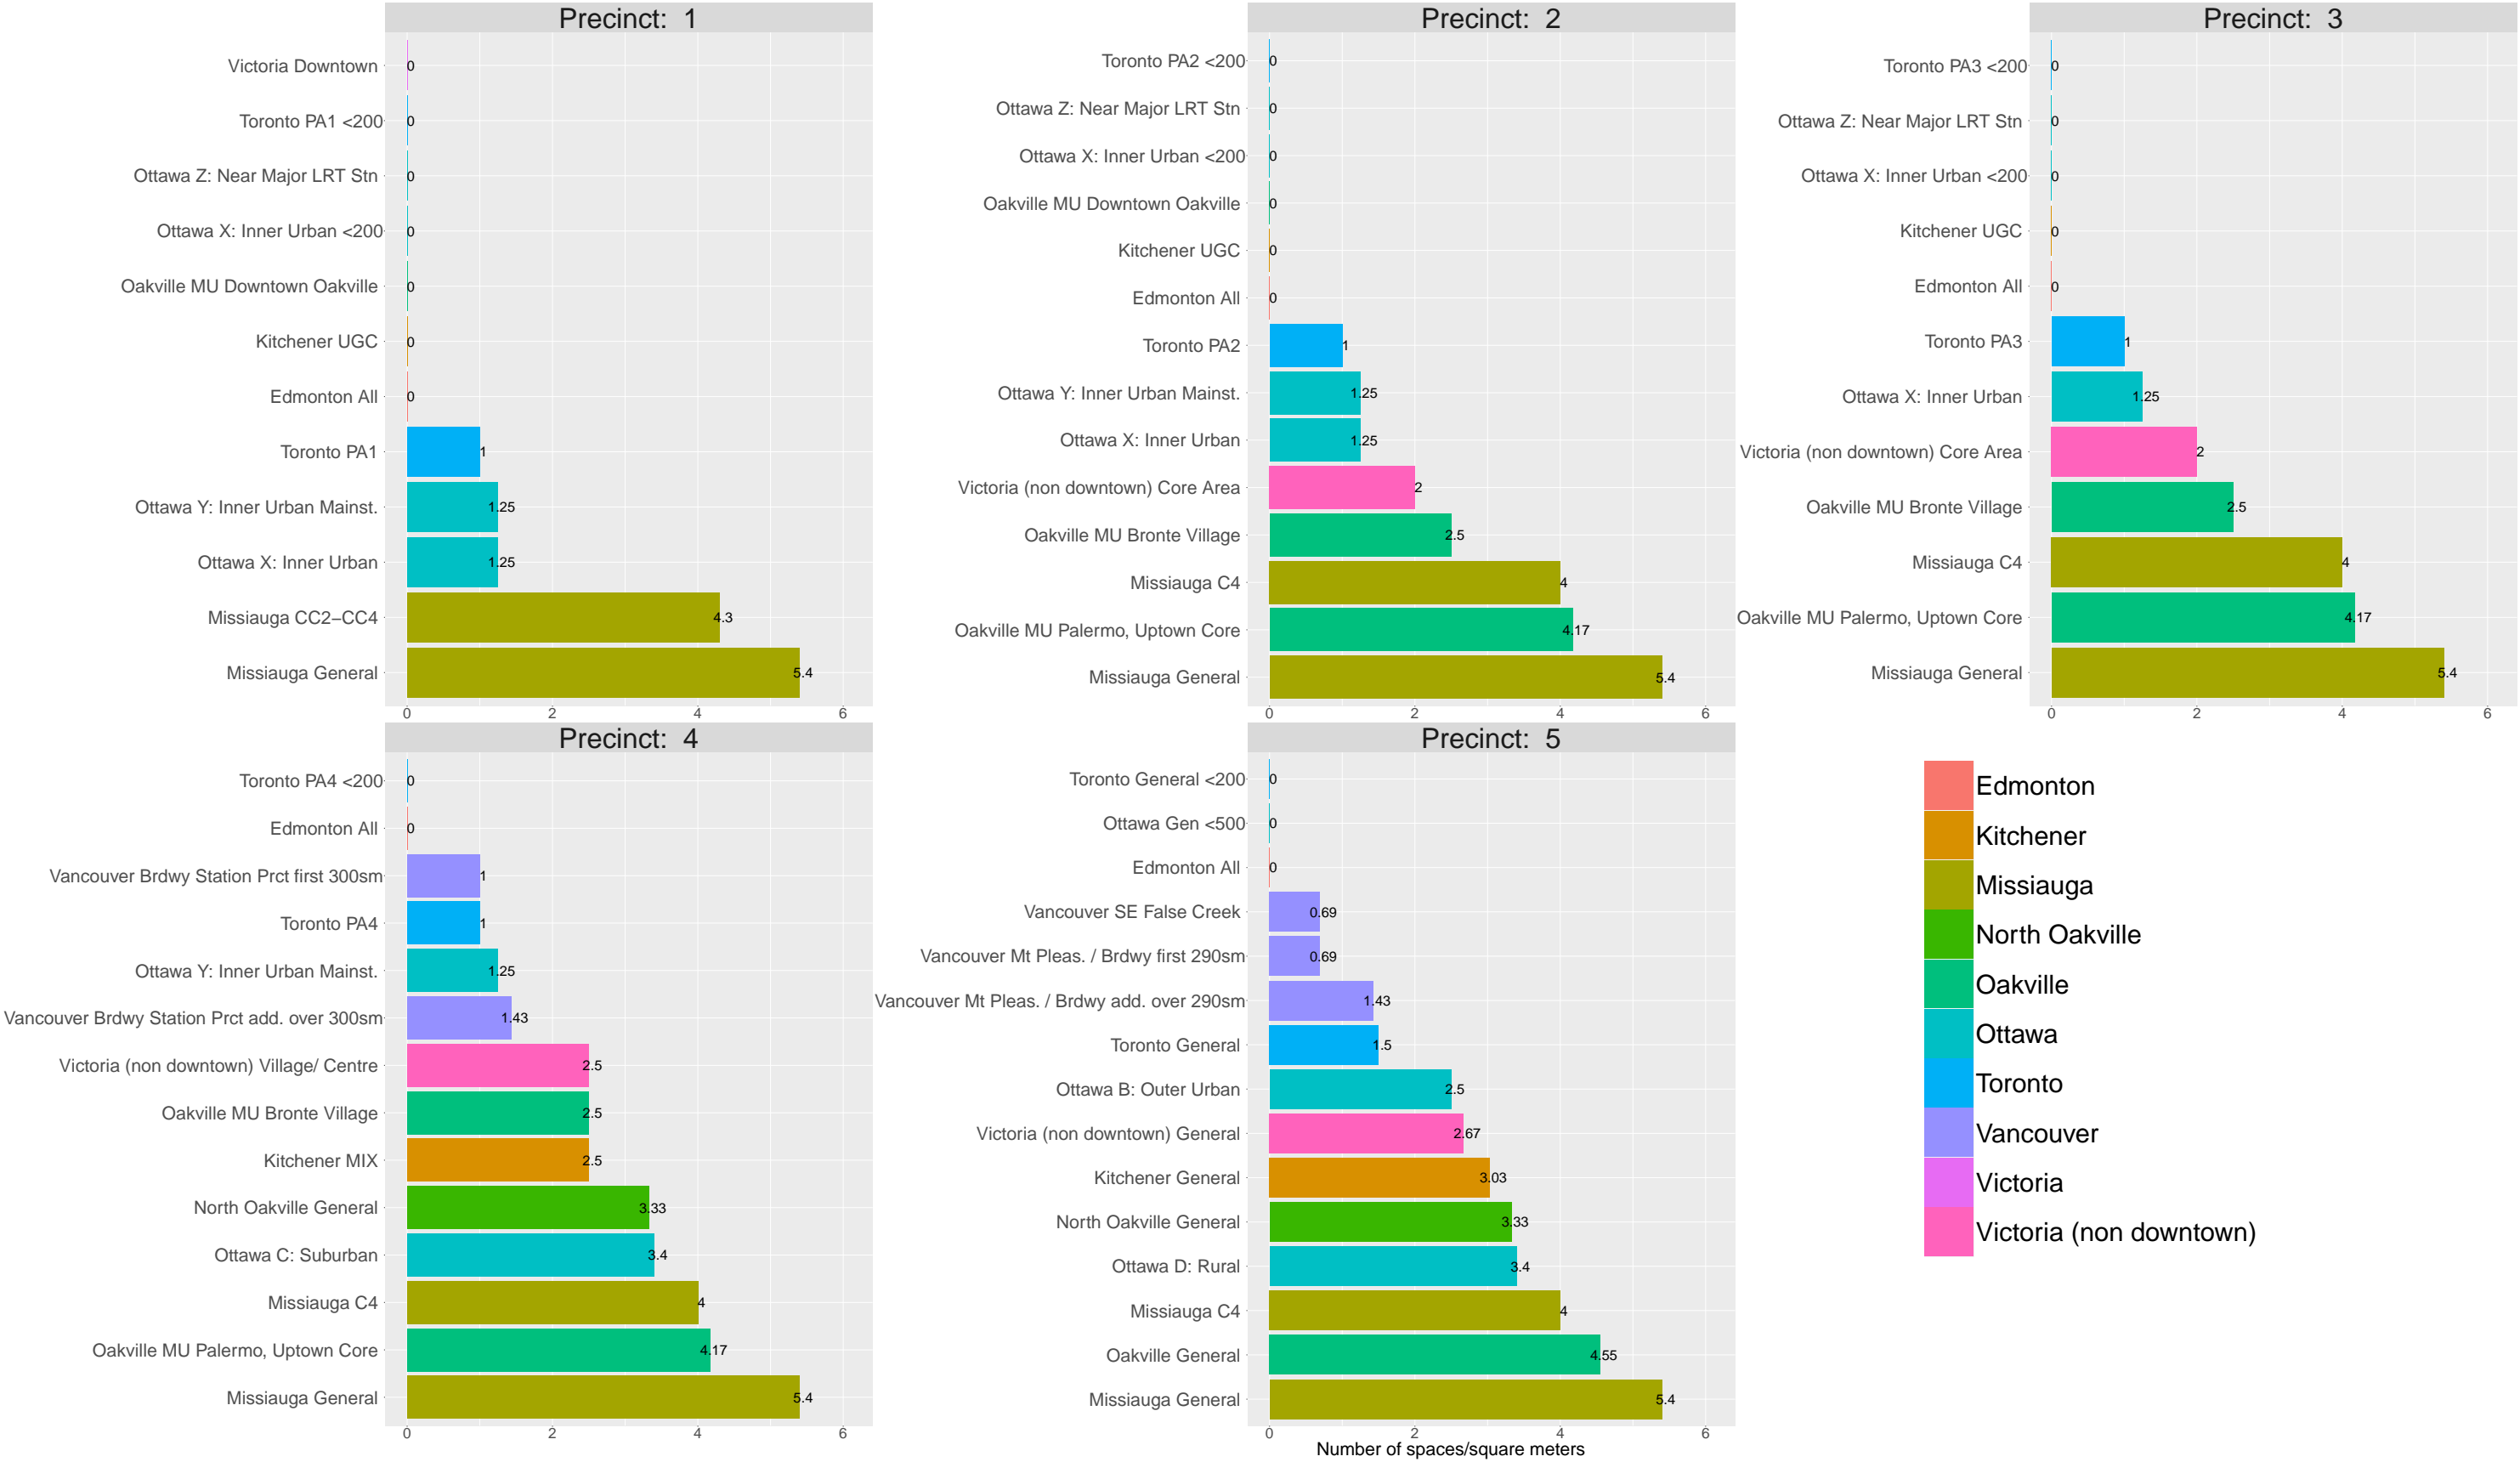 Precinct: 1
Victoria Downtown 0
Toronto PA1 <200 0
Ottawa Z: Near Major LRT Stn 0
Ottawa X: Inner Urban <200 0
Oakville MU Downtown Oakville 0
Kitchener UGC 0
Edmonton All 0
Toronto PA1 1
Ottawa Y: Inner Urban Mainst. 1.25
Ottawa X: Inner Urban 1.25
Missiauga CC2−CC4 4.3
Missiauga General 5.4
0 2 4 6
Precinct: 2
Toronto PA2 <200 0
Ottawa Z: Near Major LRT Stn 0
Ottawa X: Inner Urban <200 0
Oakville MU Downtown Oakville 0
Kitchener UGC 0
Edmonton All 0
Toronto PA2 1
Ottawa Y: Inner Urban Mainst. 1.25
Ottawa X: Inner Urban 1.25
Victoria (non downtown) Core Area 2
Oakville MU Bronte Village 2.5
Missiauga C4 4
Oakville MU Palermo, Uptown Core 4.17
Missiauga General 5.4
0 2 4 6
Precinct: 3
Toronto PA3 <200 0
Ottawa Z: Near Major LRT Stn 0
Ottawa X: Inner Urban <200 0
Kitchener UGC 0
Edmonton All 0
Toronto PA3 1
Ottawa X: Inner Urban 1.25
Victoria (non downtown) Core Area 2
Oakville MU Bronte Village 2.5
Missiauga C4 4
Oakville MU Palermo, Uptown Core 4.17
Missiauga General 5.4
0 2 4 6
Precinct: 4
Toronto PA4 <200 0
Edmonton All 0
Vancouver Brdwy Station Prct first 300sm 1
Toronto PA4 1
Ottawa Y: Inner Urban Mainst. 1.25
Vancouver Brdwy Station Prct add. over 300sm 1.43
Victoria (non downtown) Village/ Centre 2.5
Oakville MU Bronte Village 2.5
Kitchener MIX 2.5
North Oakville General 3.33
Ottawa C: Suburban 3.4
Missiauga C4 4
Oakville MU Palermo, Uptown Core 4.17
Missiauga General 5.4
0 2 4 6
Precinct: 5
Toronto General <200 0
Ottawa Gen <500 0
Edmonton All 0
Vancouver SE False Creek 0.69
Vancouver Mt Pleas. / Brdwy first 290sm 0.69
Vancouver Mt Pleas. / Brdwy add. over 290sm 1.43
Toronto General 1.5
Ottawa B: Outer Urban 2.5
Victoria (non downtown) General 2.67
Kitchener General 3.03
North Oakville General 3.33
Ottawa D: Rural 3.4
Missiauga C4 4
Oakville General 4.55
Missiauga General 5.4
0 2 4 6
Number of spaces/square meters
Edmonton
Kitchener
Missiauga
North Oakville
Oakville
Ottawa
Toronto
Vancouver
Victoria
Victoria (non downtown)